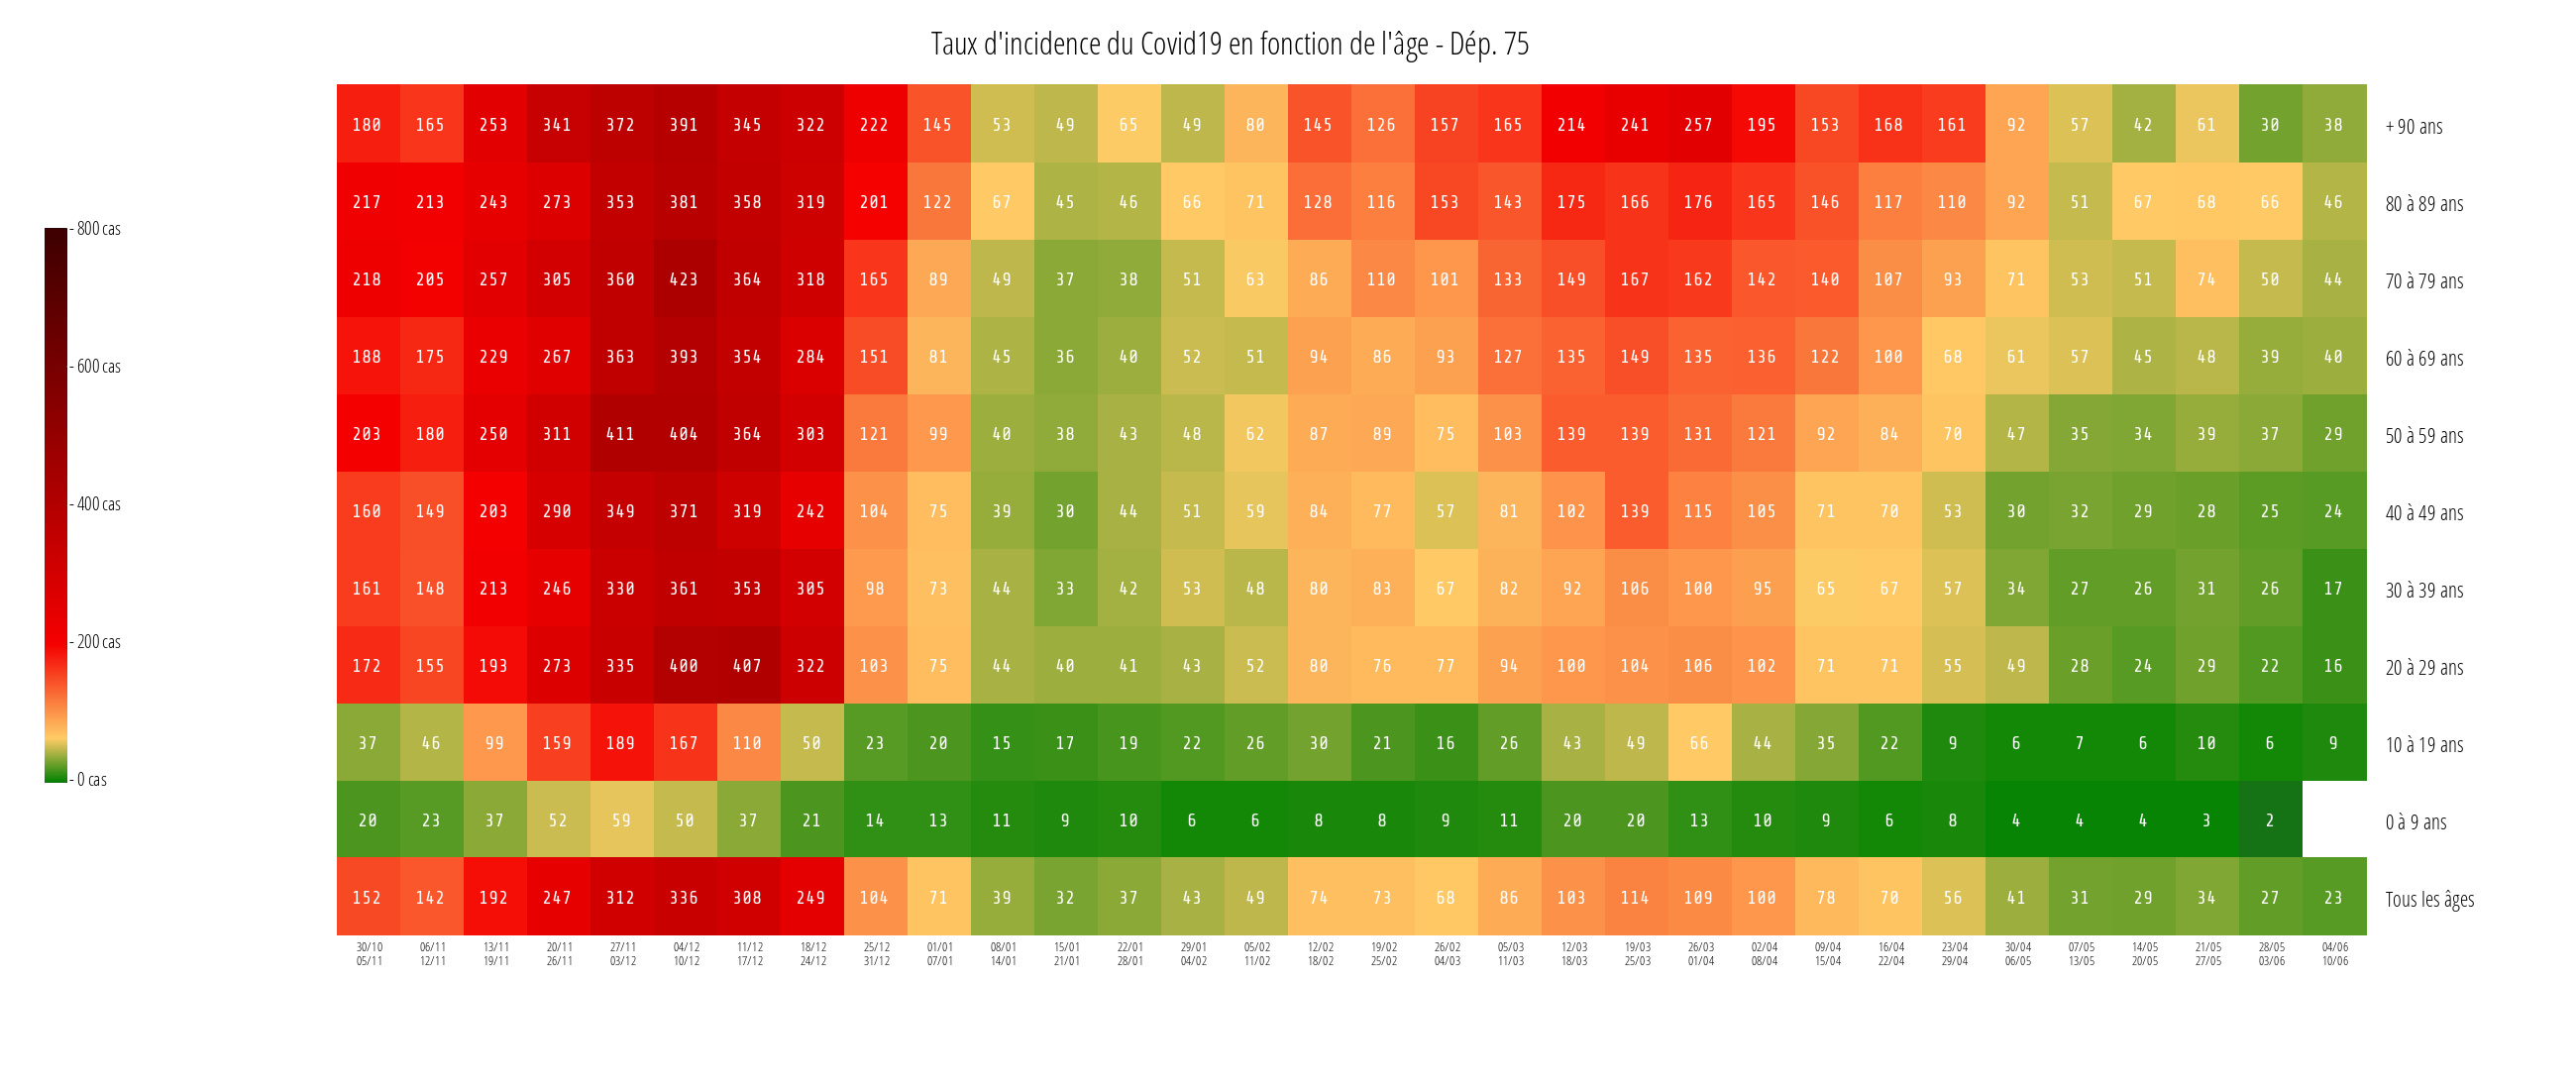 Taux d'incidence du Covid19 en fonction de l'âge - Dép. 75
180 165 253 341 372 391 345 322 222 145 53 49 65 49 80 145 126 157 165 214 241 257 195 153 168 161 92 57 42 61 30 38 + 90 ans
217 213 243 273 353 381 358 319 201 122 67 45 46 66 71 128 116 153 143 175 166 176 165 146 117 110 92 51 67 68 66 46 80 à 89 ans
- 800 cas
218 205 257 305 360 423 364 318 165 89 49 37 38 51 63 86 110 101 133 149 167 162 142 140 107 93 71 53 51 74 50 44 70 à 79 ans
188 175 229 267 363 393 354 284 151 81 45 36 40 52 51 94 86 93 127 135 149 135 136 122 100 68 61 57 45 48 39 40 60 à 69 ans
- 600 cas
203 180 250 311 411 404 364 303 121 99 40 38 43 48 62 87 89 75 103 139 139 131 121 92 84 70 47 35 34 39 37 29 50 à 59 ans
- 400 cas
160 149 203 290 349 371 319 242 104 75 39 30 44 51 59 84 77 57 81 102 139 115 105 71 70 53 30 32 29 28 25 24 40 à 49 ans
161 148 213 246 330 361 353 305 98 73 44 33 42 53 48 80 83 67 82 92 106 100 95 65 67 57 34 27 26 31 26 17 30 à 39 ans
- 200 cas
172 155 193 273 335 400 407 322 103 75 44 40 41 43 52 80 76 77 94 100 104 106 102 71 71 55 49 28 24 29 22 16 20 à 29 ans
37 46 99 159 189 167 110 50 23 20 15 17 19 22 26 30 21 16 26 43 49 66 44 35 22 9 6 7 6 10 6 9 10 à 19 ans
- 0 cas
20 23 37 52 59 50 37 21 14 13 11 9 10 6 6 8 8 9 11 20 20 13 10 9 6 8 4 4 4 3 2 0 à 9 ans
152 142 192 247 312 336 308 249 104 71 39 32 37 43 49 74 73 68 86 103 114 109 100 78 70 56 41 31 29 34 27 23 Tous les âges
30/10 06/11 13/11 20/11 27/11 04/12 11/12 18/12 25/12 01/01 08/01 15/01 22/01 29/01 05/02 12/02 19/02 26/02 05/03 12/03 19/03 26/03 02/04 09/04 16/04 23/04 30/04 07/05 14/05 21/05 28/05 04/06
05/11 12/11 19/11 26/11 03/12 10/12 17/12 24/12 31/12 07/01 14/01 21/01 28/01 04/02 11/02 18/02 25/02 04/03 11/03 18/03 25/03 01/04 08/04 15/04 22/04 29/04 06/05 13/05 20/05 27/05 03/06 10/06